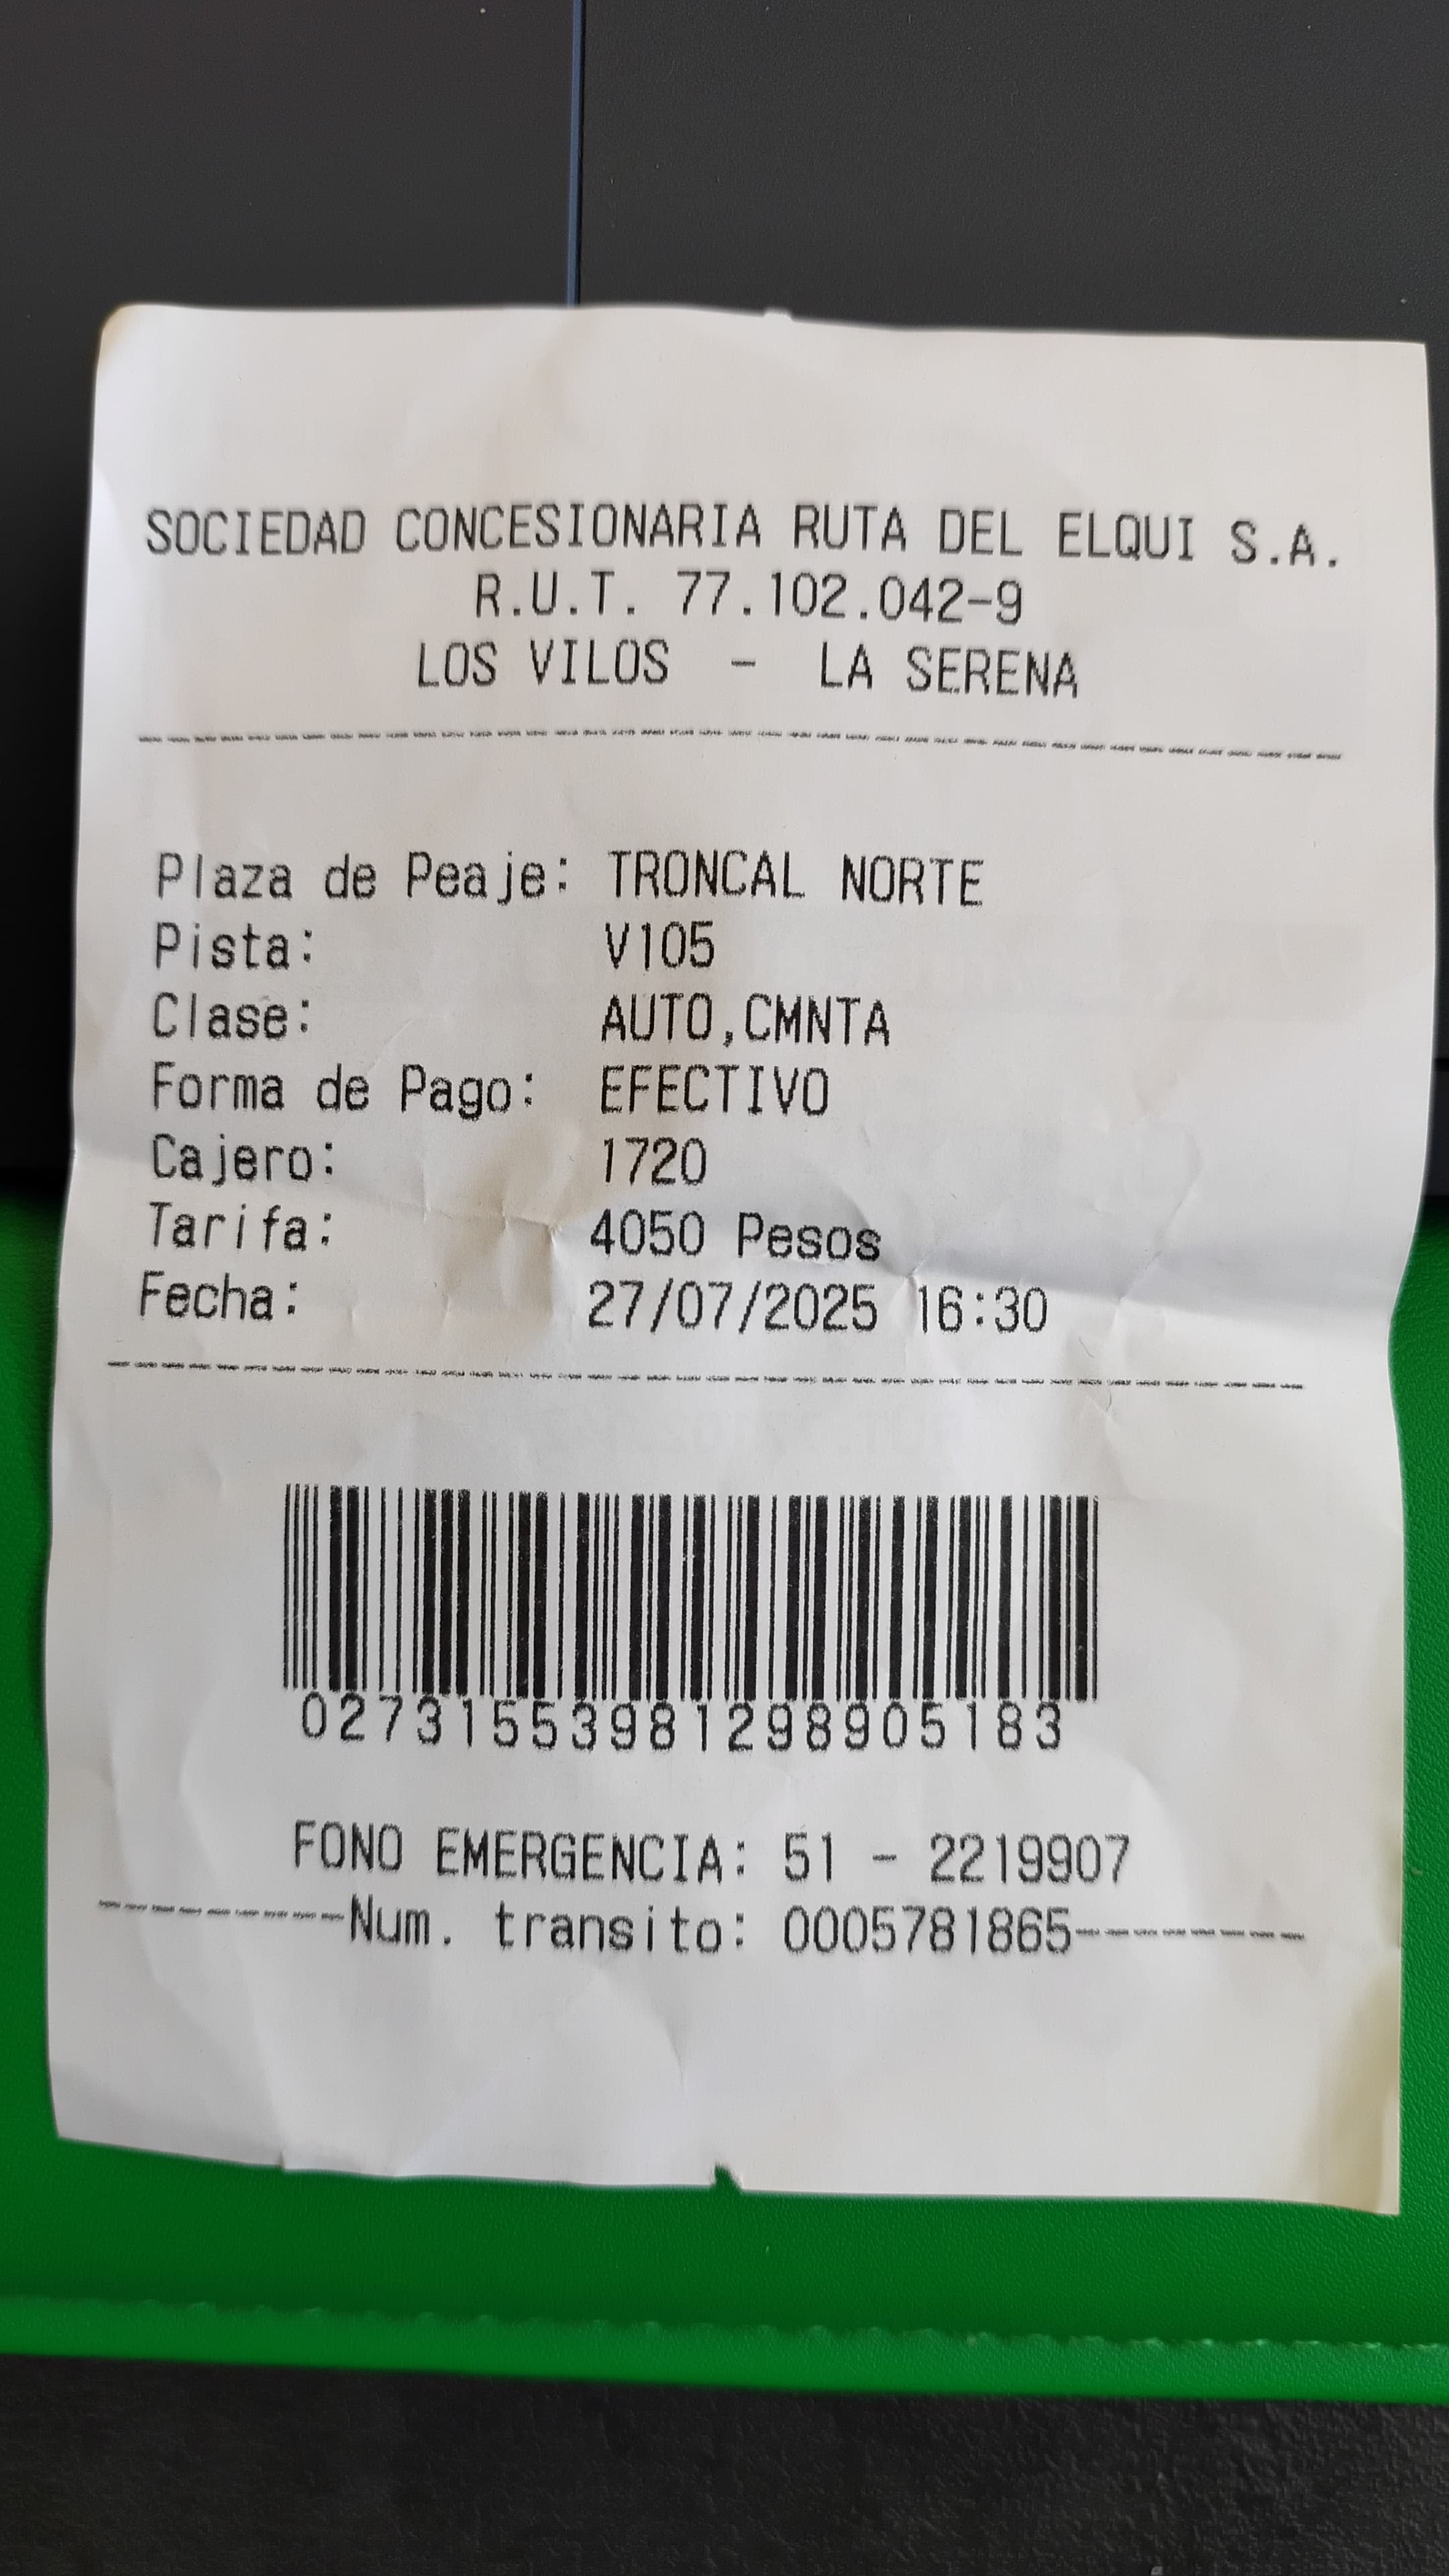 SOCIEDAD CONCESIONARIA RUTA DEL ELQUI S.A.
R.U.T. 77.102.042-9
LOS VILOS - LA SERENA
Plaza de Peaje: TRONCAL NORTE
Pista: V105
Clase: AUTO,CMNTA
Forma de Pago: EFECTIVO
Cajero: 1720
Tarifa: 4050 Pesos
Fecha: 27/07/2025 16:30
02731553981298905183
FONO EMERGENCIA: 51 - 2219907
----------Num. transito: 0005781865---------